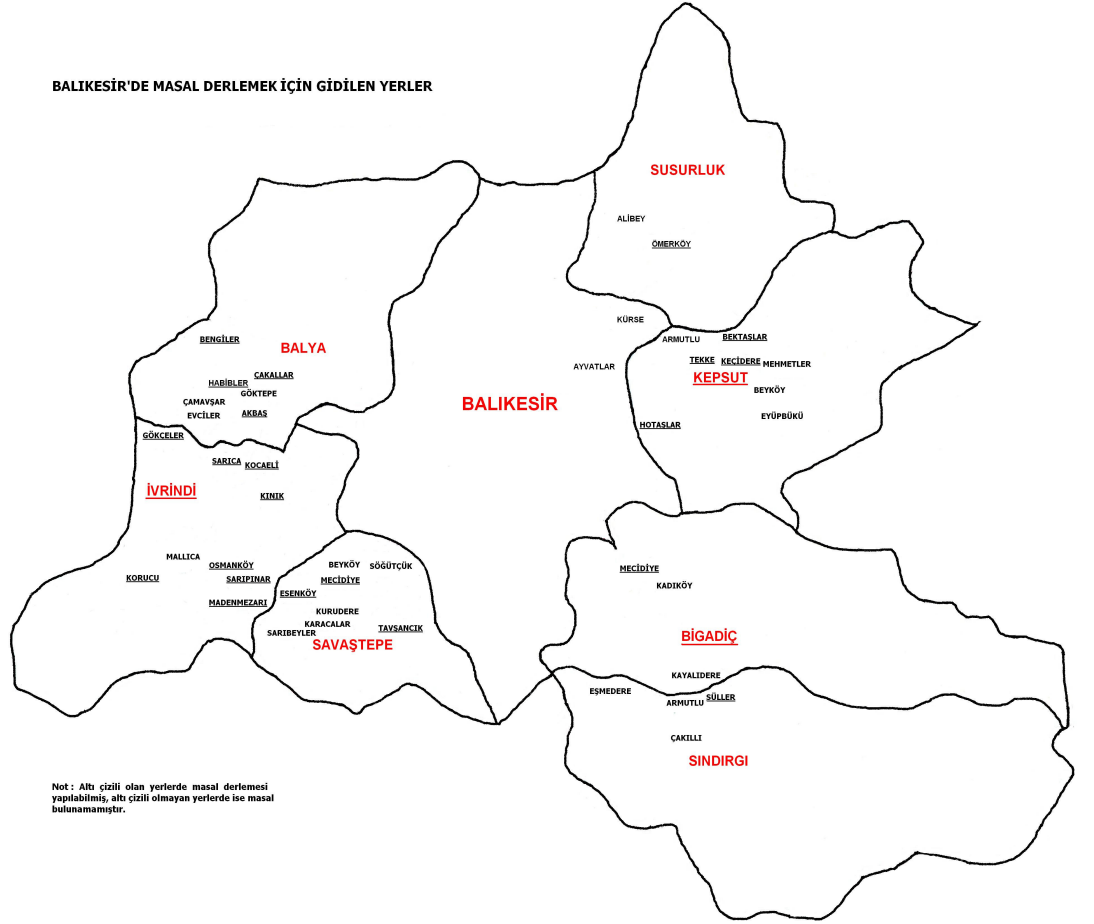 BALIKESİR'DE MASAL DERLEMEK İÇİN GİDİLEN YERLER
SUSURLUK
ALİBEY
ÖMERKÖY
KÜRSE
AYVATLAR
BALIKESİR
ARMUTLU
BEKTAŞLAR
TEKKE
KEÇİDERE
MEHMETLER
KEPSUT
BEYKÖY
EYÜPBÜKÜ
HOTAŞLAR
BENGİLER
BALYA
ÇAKALLAR
HABİBLER
GÖKTEPE
ÇAMAVŞAR
EVCİLER
AKBAŞ
GÖKÇELER
SARICA
KOCAELİ
İVRİNDİ
KINIK
MALLICA
OSMANKÖY
KORUCU
SARIPINAR
MADENMEZARI
BEYKÖY
SÖĞÜTÇÜK
MECİDİYE
ESENKÖY
KURUDERE
KARACALAR
SARIBEYLER
TAVŞANCIK
SAVAŞTEPE
MECİDİYE
KADIKÖY
BİGADİÇ
KAYALIDERE
EŞMEDERE
SÜLLER
ARMUTLU
ÇAKILLI
SINDIRGI
Not : Altı çizili olan yerlerde masal derlemesi
yapılabilmiş, altı çizili olmayan yerlerde ise masal
bulunamamıştır.